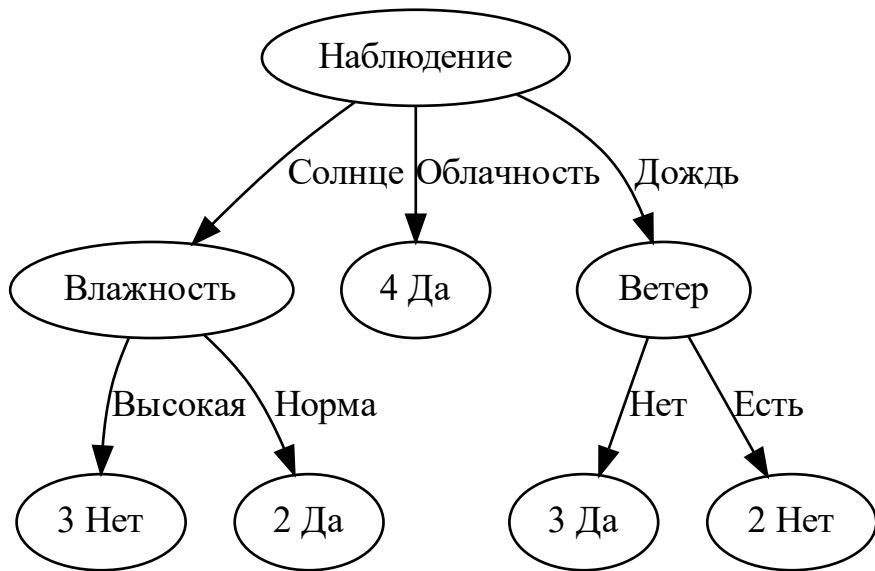 Наблюдение
Солнце
Облачность
Дождь
Влажность
4 Да
Ветер
Высокая
Норма
Нет
Есть
3 Нет
2 Да
3 Да
2 Нет